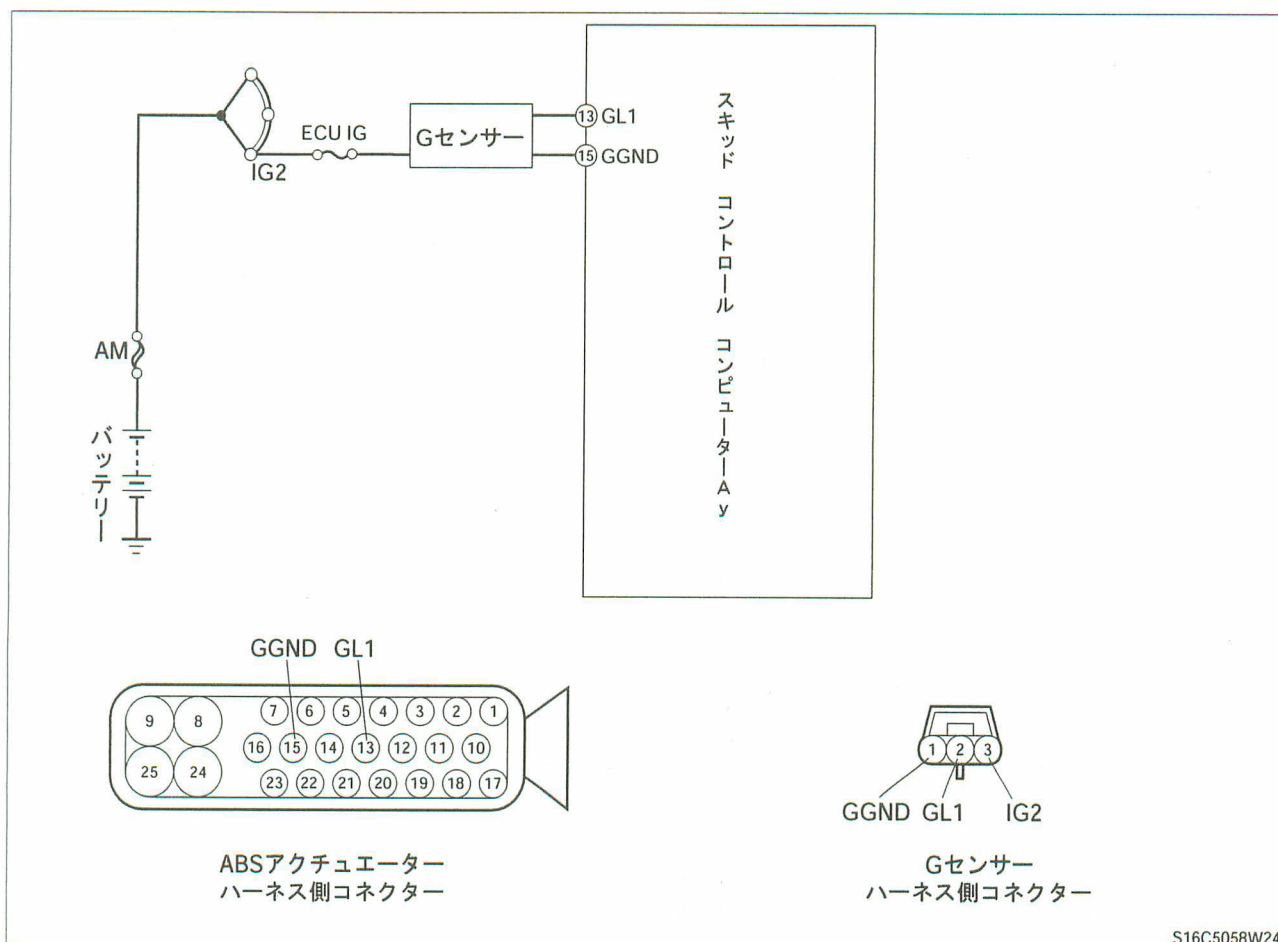 ECU IG
IG2
Gセンサー
13 GL1
15 GGND
スキッド コントロール コンピューターAy
AM
バッテリー
GGND GL1
9 8 7 6 5 4 3 2 1
16 15 14 13 12 11 10
25 24 23 22 21 20 19 18 17
ABSアクチュエーター
ハーネス側コネクター
1 2 3
GGND GL1 IG2
Gセンサー
ハーネス側コネクター
S16C5058W24